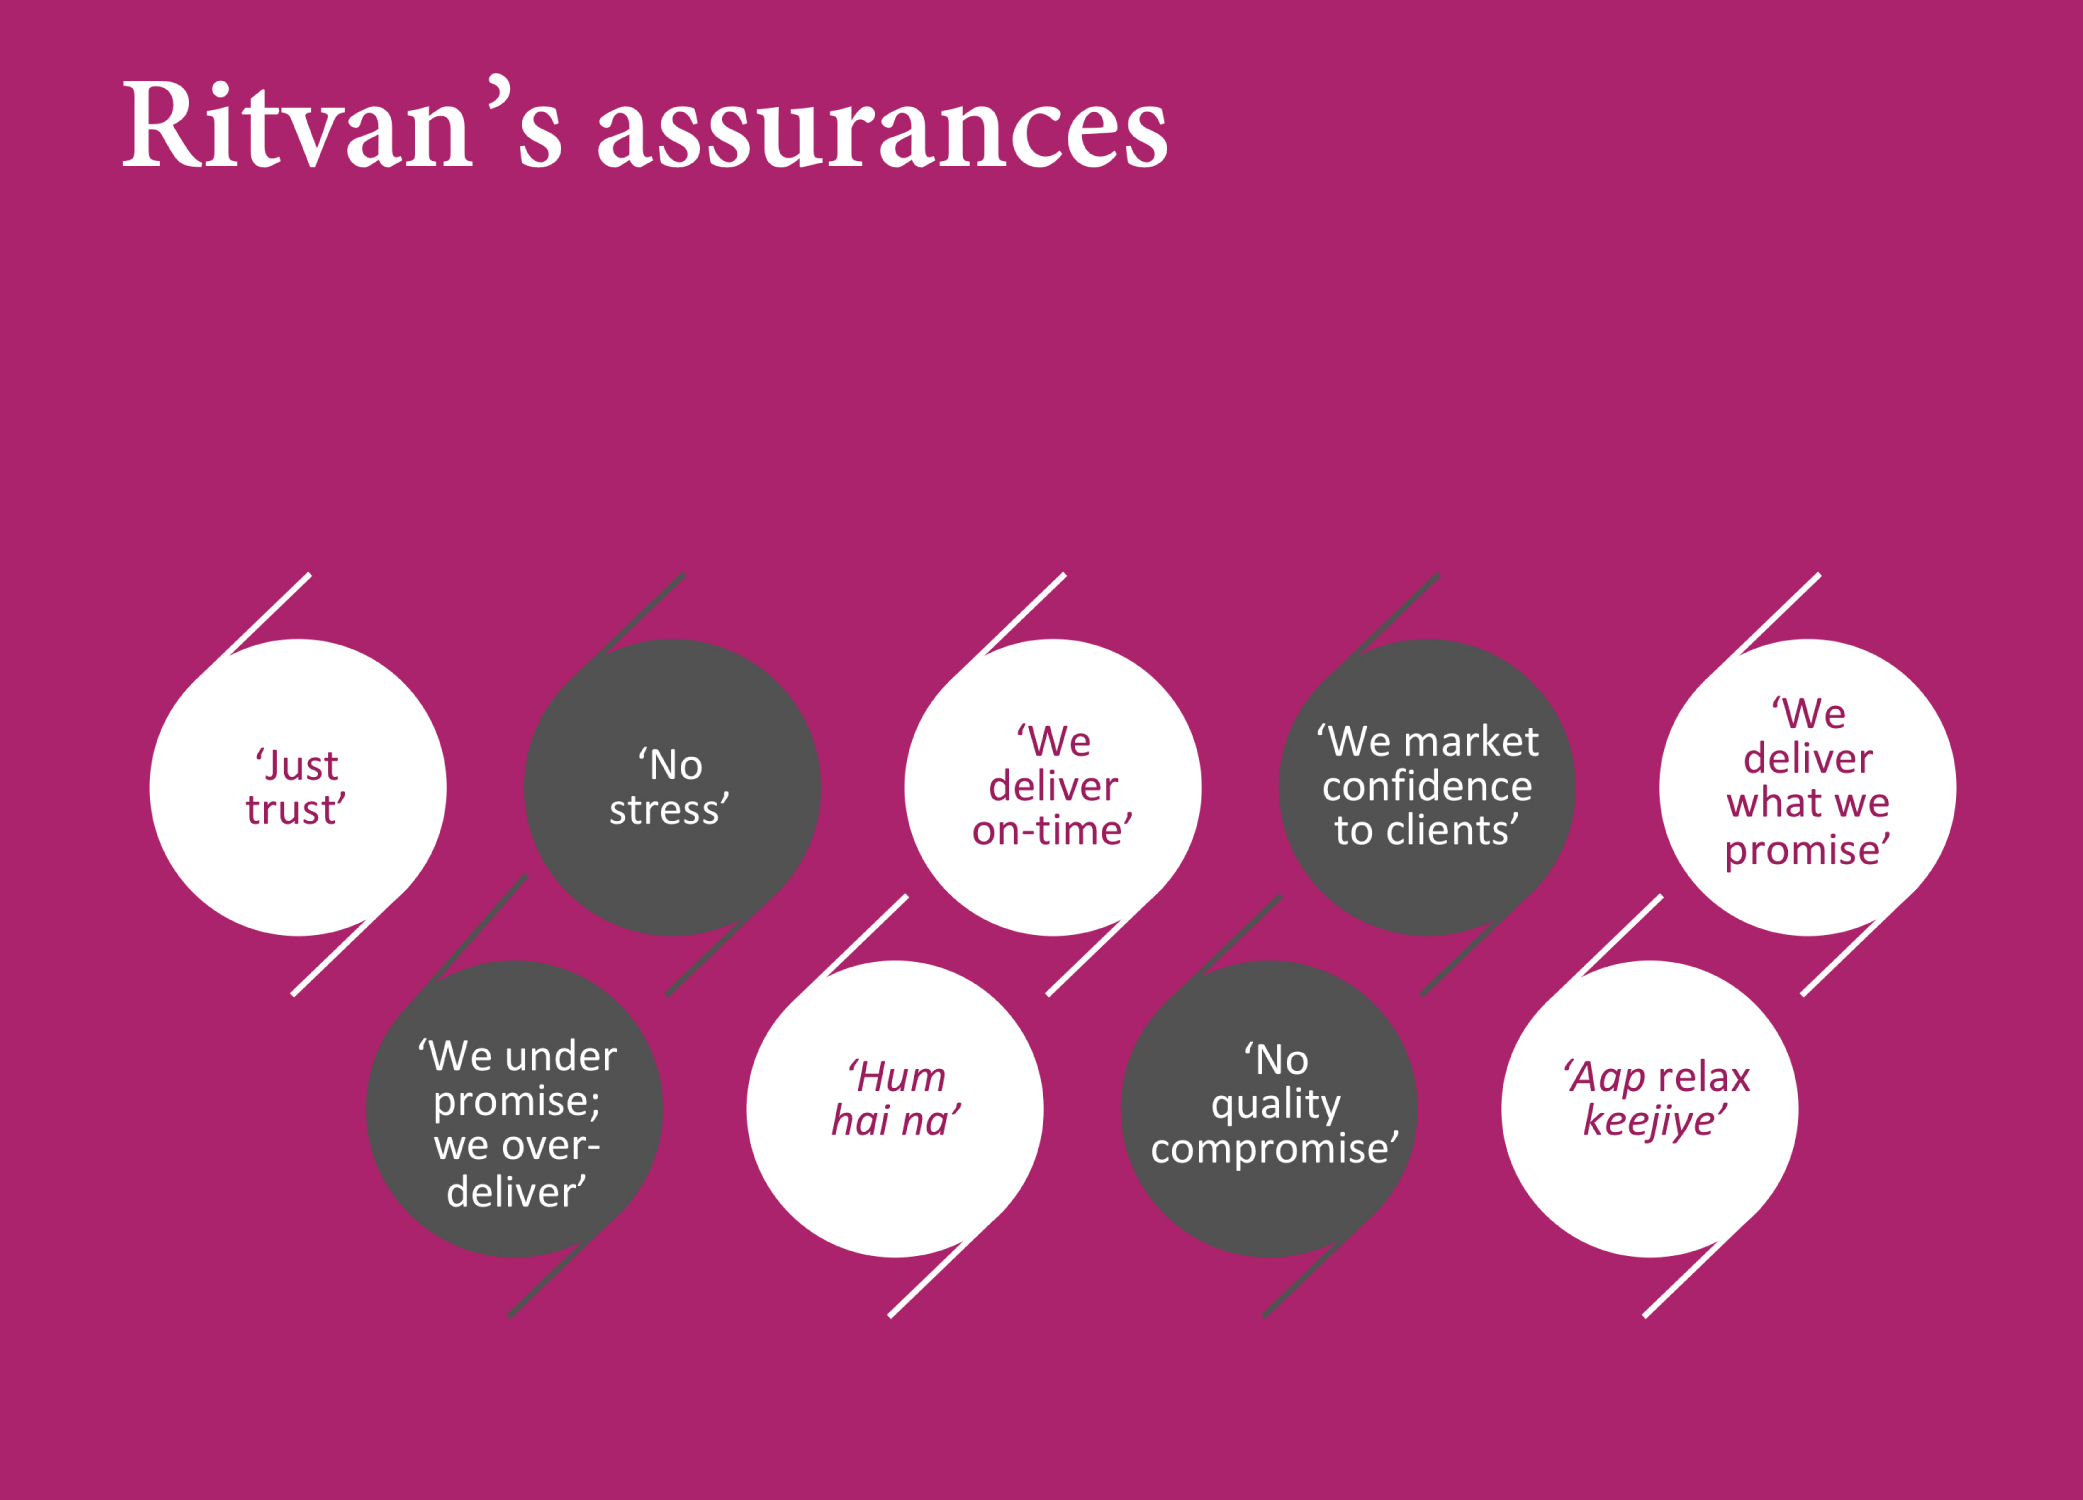 Ritvan’s assurances
‘Just
trust’
‘No
stress’
‘We
deliver
on-time’
‘We market
confidence
to clients’
‘We
deliver
what we
promise’
‘We under
promise;
we over-
deliver’
‘Hum
hai na’
‘No
quality
compromise’
‘Aap relax
keejiye’